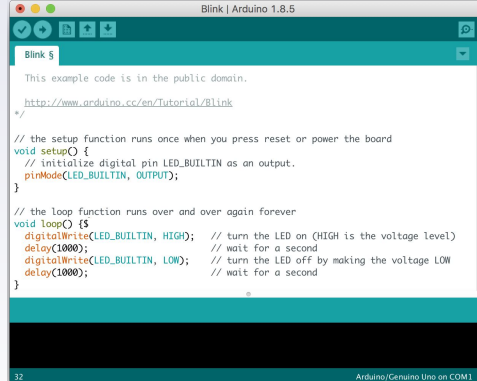 Blink | Arduino 1.8.5
Blink §
This example code is in the public domain.
http://www.arduino.cc/en/Tutorial/Blink
*/
// the setup function runs once when you press reset or power the board
void setup() {
// initialize digital pin LED_BUILTIN as an output.
pinMode(LED_BUILTIN, OUTPUT);
}
// the loop function runs over and over again forever
void loop() {$
digitalWrite(LED_BUILTIN, HIGH);   // turn the LED on (HIGH is the voltage level)
delay(1000);                       // wait for a second
digitalWrite(LED_BUILTIN, LOW);    // turn the LED off by making the voltage LOW
delay(1000);                       // wait for a second
}
32 Arduino/Genuino Uno on COM1